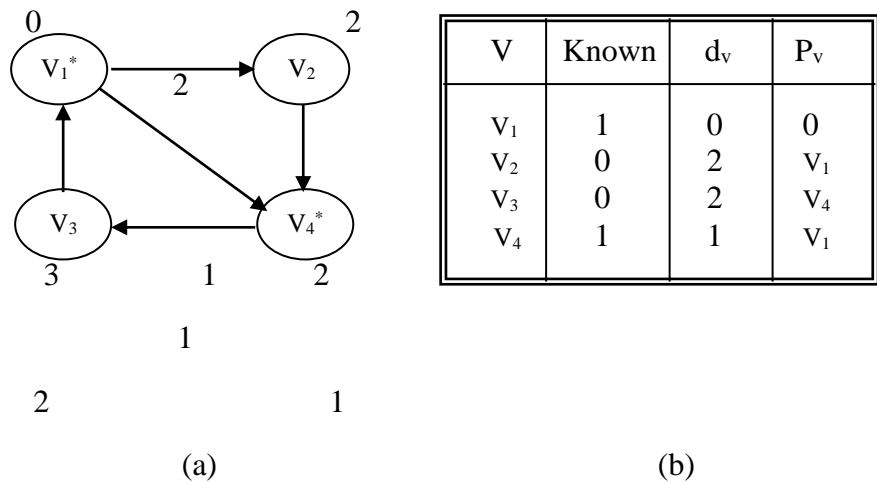 0 2
V1* 2 V2
V3 V4*
3 1 2
1
2 1
(a)
V Known dv Pv
V1 1 0 0
V2 0 2 V1
V3 0 2 V4
V4 1 1 V1
(b)